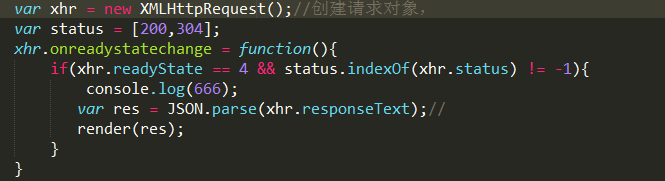 var xhr = new XMLHttpRequest();//创建请求对象,
var status = [200,304];
xhr.onreadystatechange = function(){
if(xhr.readyState == 4 && status.indexOf(xhr.status) != -1){
console.log(666);
var res = JSON.parse(xhr.responseText);//
render(res);
}
}